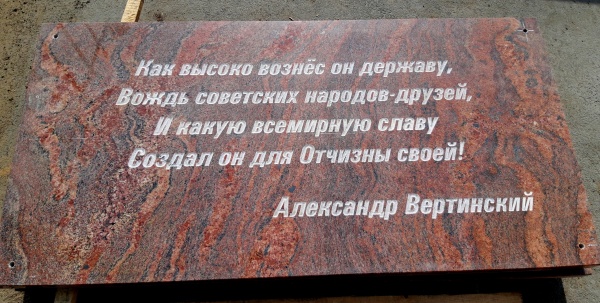 Как высоко вознёс он державу,
Вождь советских народов-друзей,
И какую всемирную славу
Создал он для Отчизны своей!
Александр Вертинский